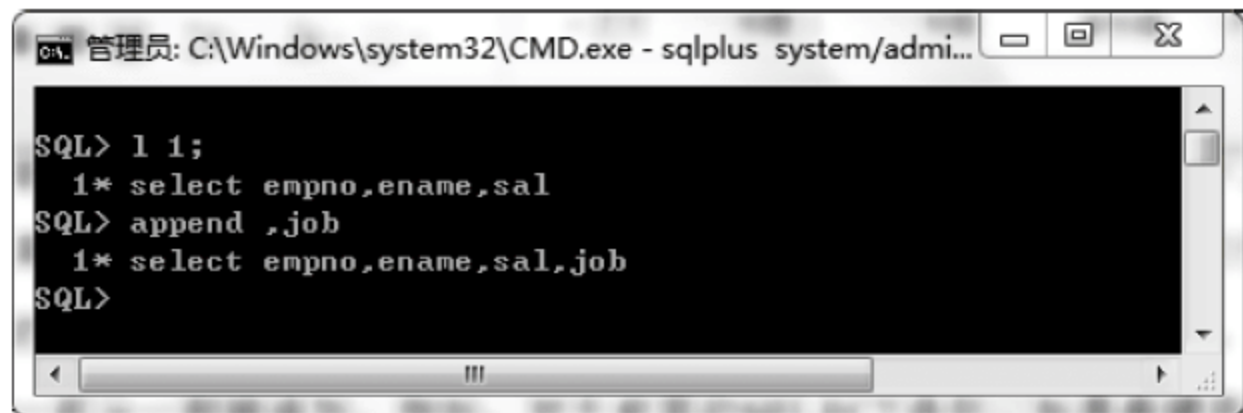 管理员: C:\Windows\system32\CMD.exe - sqlplus  system/admi...
SQL> l 1;
  1* select empno,ename,sal
SQL> append ,job
  1* select empno,ename,sal,job
SQL>